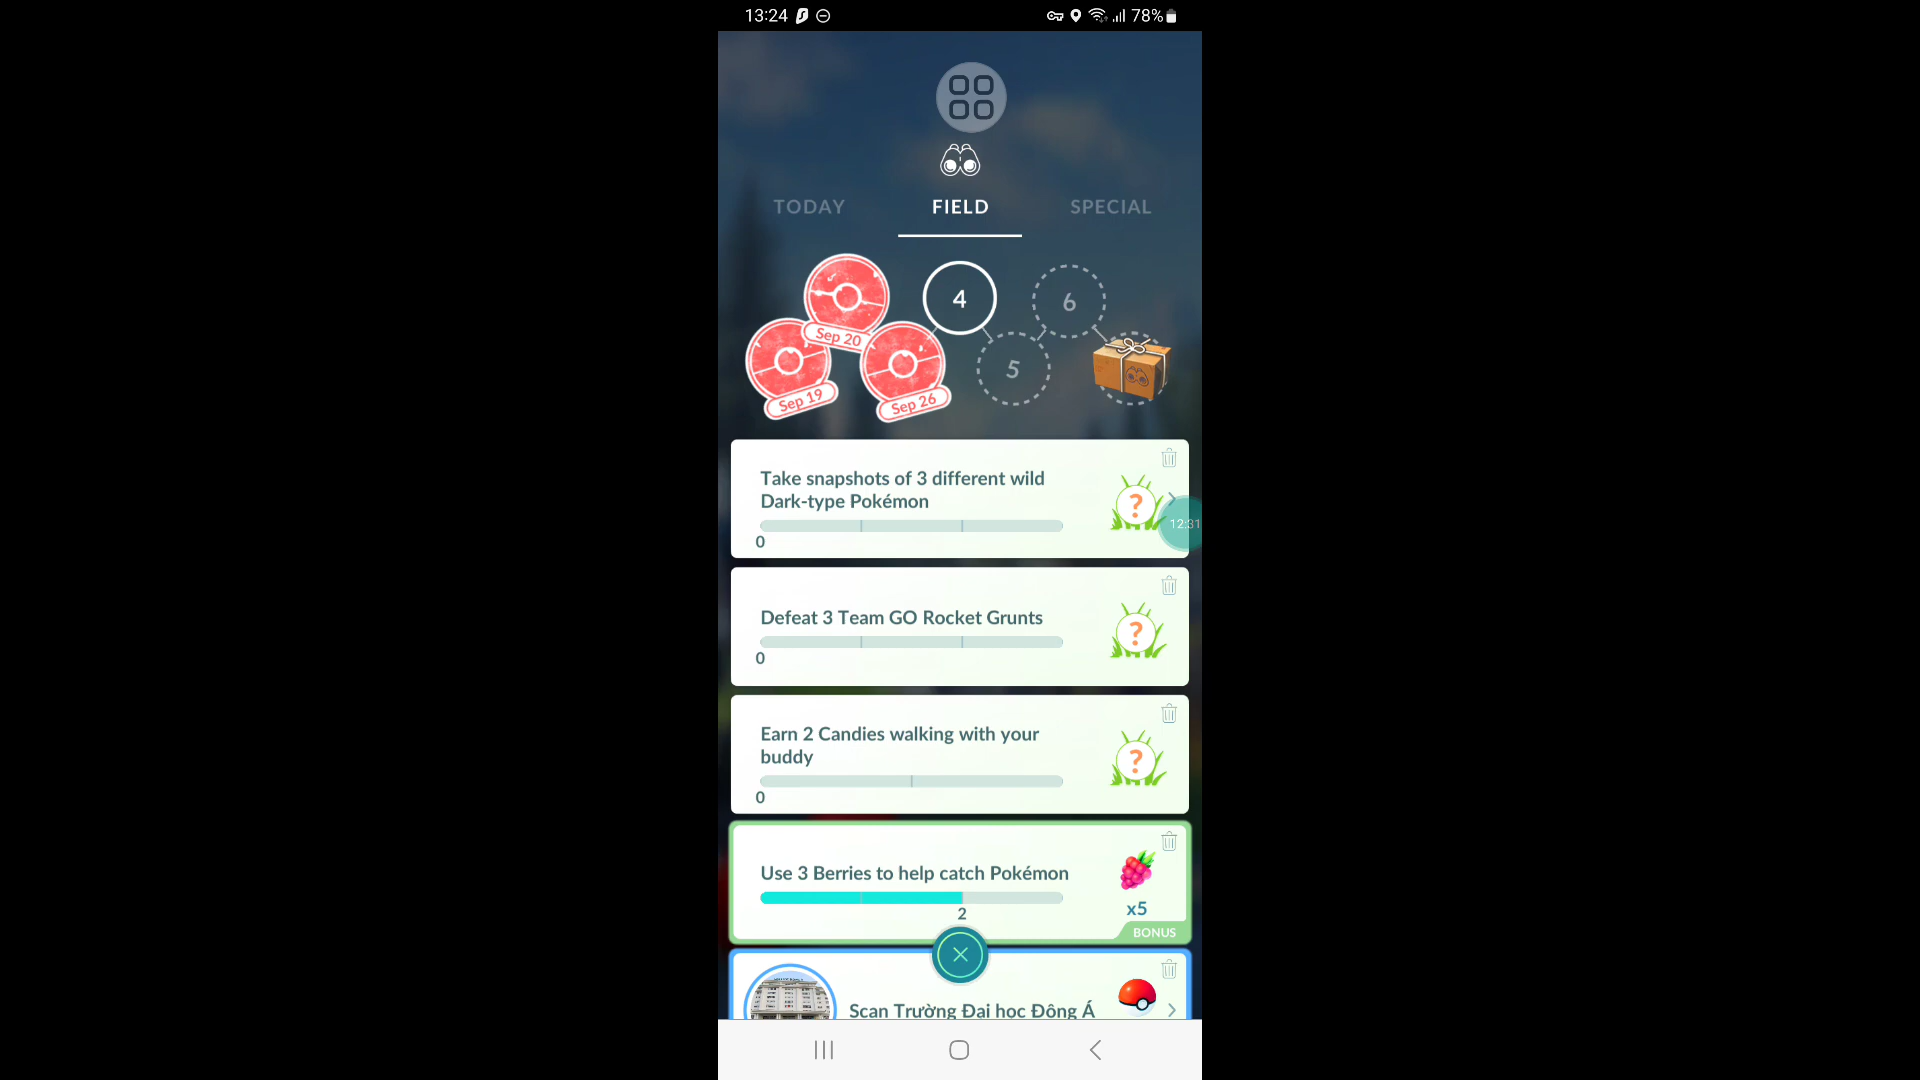 13:24
78%
TODAY
FIELD
SPECIAL
Sep 20
4
6
5
Sep 19
Sep 26
Take snapshots of 3 different wild
Dark-type Pokémon
?
12:31
0
Defeat 3 Team GO Rocket Grunts
?
0
Earn 2 Candies walking with your
buddy
?
0
Use 3 Berries to help catch Pokémon
2
x5
BONUS
Scan Trường Đại học Đông Á